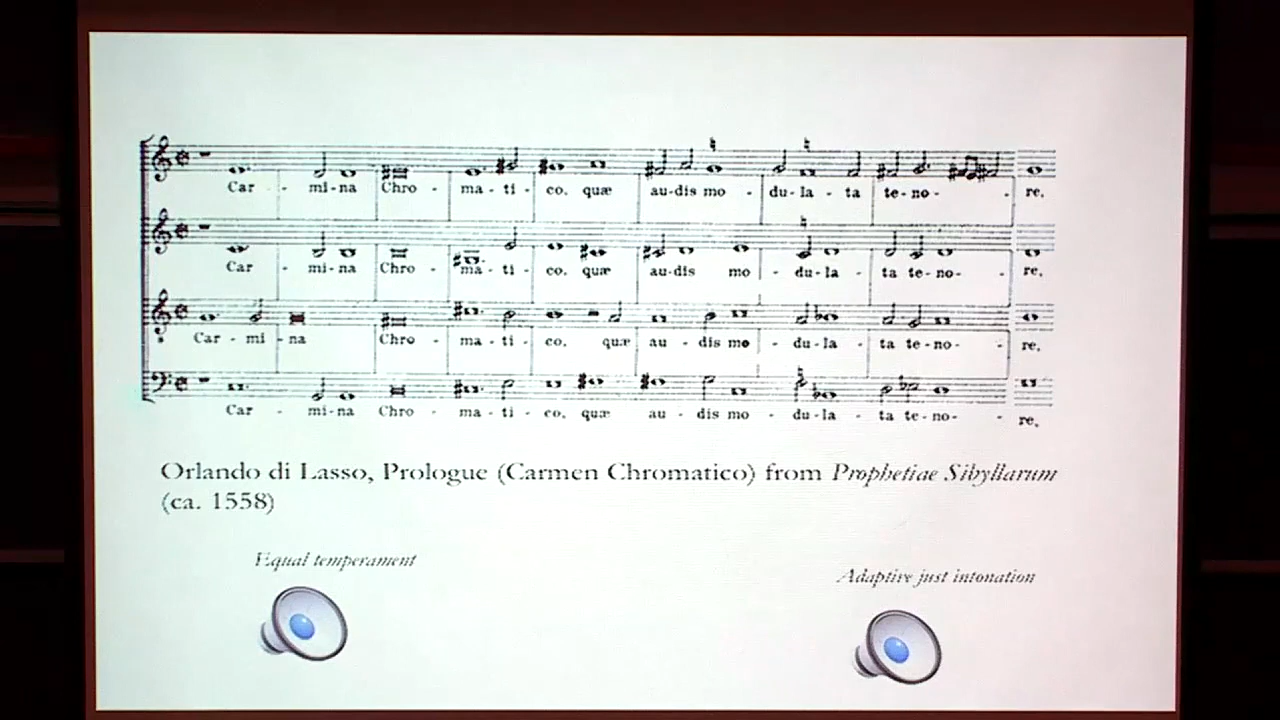 Car - mi-na Chro - ma-ti - co. quæ au-dis mo - du-la - ta te-no- - re.
Car - mi-na Chro - ma-ti - co. quæ au-dis mo - du-la - ta te-no- - re.
Car - mi - na Chro - ma-ti - co. quæ au - dis mo - du-la - ta te-no- - re.
Car - mi-na Chro - ma-ti - co. quæ au - dis mo - du-la - ta te-no- - re.
Orlando di Lasso, Prologue (Carmen Chromatico) from Prophetiae Sibyllarum
(ca. 1558)
Equal temperament
Adaptive just intonation